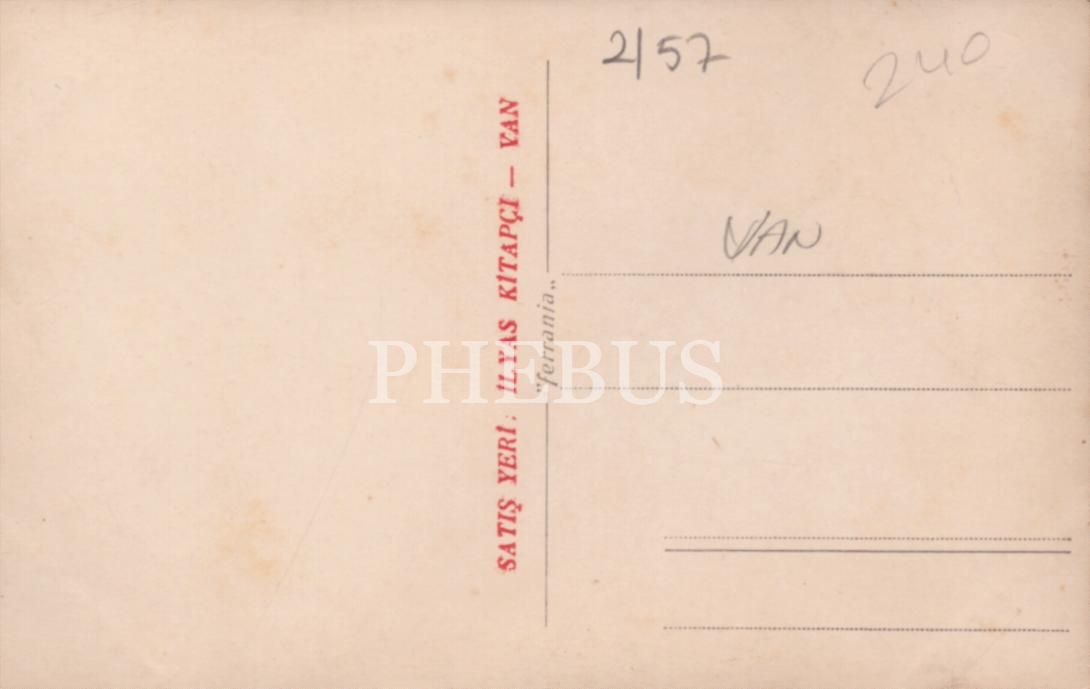 2/57
240
SATIŞ YERİ: İLYAS KİTAPÇI — VAN
"ferrania„
VAN
PHEBUS